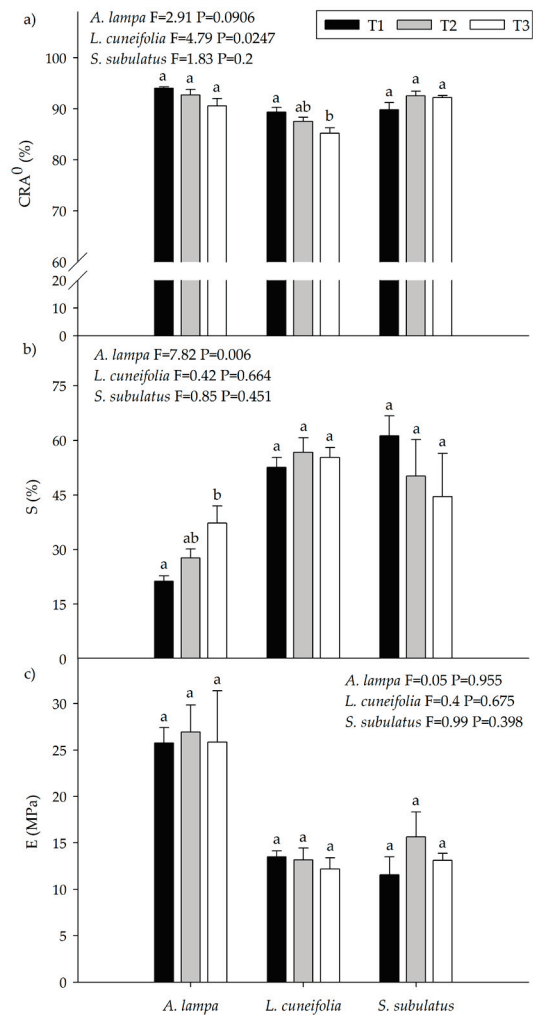 a)
A. lampa F=2.91 P=0.0906
L. cuneifolia F=4.79 P=0.0247
S. subulatus F=1.83 P=0.2
T1 T2 T3
100
90
80
70
60
20
10
0
CRA⁰ (%)
a a a
a ab b
a a a
b)
A. lampa F=7.82 P=0.006
L. cuneifolia F=0.42 P=0.664
S. subulatus F=0.85 P=0.451
75
60
45
30
15
0
S (%)
a ab b
a a a
a a a
c)
A. lampa F=0.05 P=0.955
L. cuneifolia F=0.4 P=0.675
S. subulatus F=0.99 P=0.398
30
25
20
15
10
5
0
E (MPa)
a a a
a a a
a a a
A. lampa L. cuneifolia S. subulatus